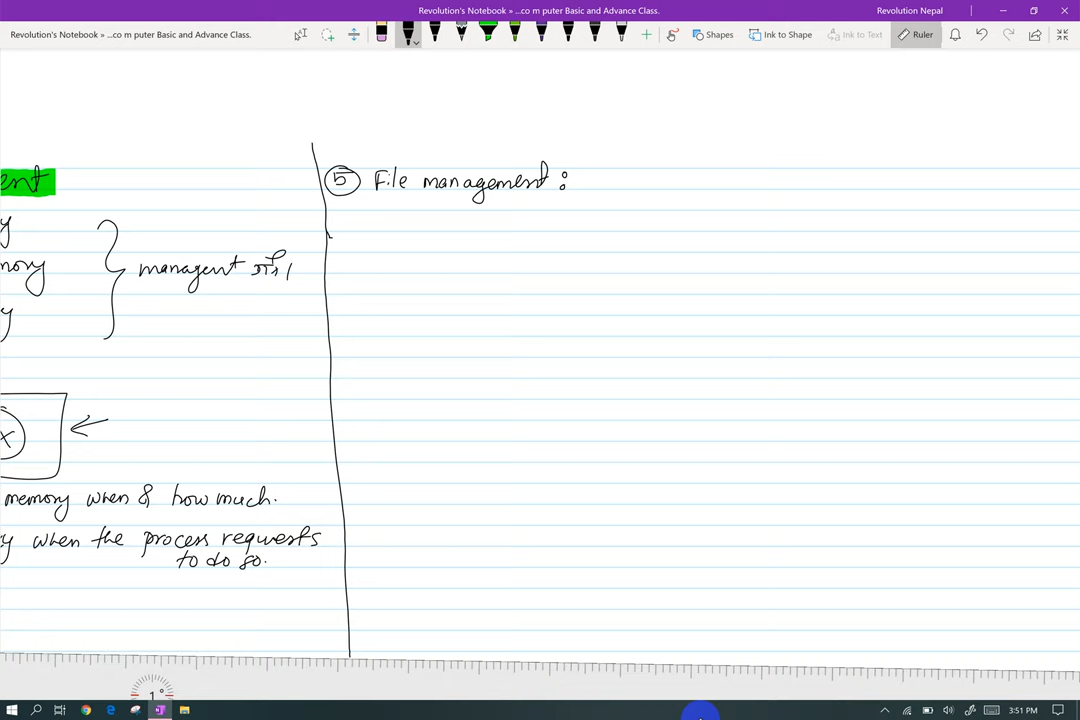 Revolution's Notebook » ...co m puter Basic and Advance Class.
Revolution Nepal
Revolution's Notebook » ...co m puter Basic and Advance Class.
Shapes
Ink to Shape
Ink to Text
Ruler
ent
y
mory
y
managent
x
memory when & how much.
y when the process requests
to do so.
5 File management :
1°
3:51 PM